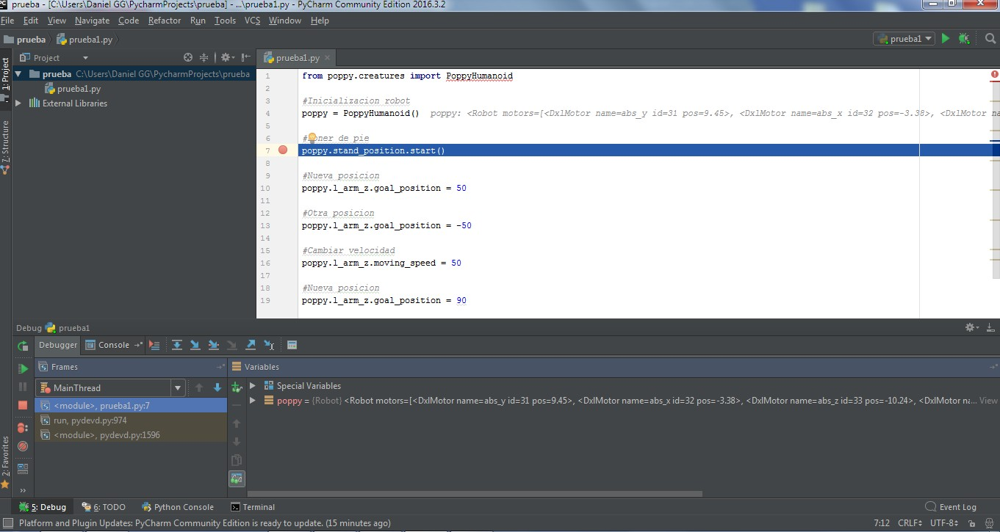 prueba - [C:\Users\Daniel GG\PycharmProjects\prueba] - ...\prueba1.py - PyCharm Community Edition 2016.3.2
File Edit View Navigate Code Refactor Run Tools VCS Window Help
prueba prueba1.py prueba1
Project prueba1.py
1: Project
prueba C:\Users\Daniel GG\PycharmProjects\prueba
prueba1.py
External Libraries
7: Structure
1 from poppy.creatures import PoppyHumanoid
2
3 #Inicializacion robot
4 poppy = PoppyHumanoid() poppy: <Robot motors=[<DxlMotor name=abs_y id=31 pos=9.45>, <DxlMotor name=abs_x id=32 pos=-3.38>, <DxlMotor na
5
6 #Poner de pie
7 poppy.stand_position.start()
8
9 #Nueva posicion
10 poppy.l_arm_z.goal_position = 50
11
12 #Otra posicion
13 poppy.l_arm_z.goal_position = -50
14
15 #Cambiar velocidad
16 poppy.l_arm_z.moving_speed = 50
17
18 #Nueva posicion
19 poppy.l_arm_z.goal_position = 90
Debug prueba1
Debugger Console
Frames Variables
MainThread
<module>, prueba1.py:7
run, pydevd.py:974
<module>, pydevd.py:1596
Special Variables
poppy = {Robot} <Robot motors=[<DxlMotor name=abs_y id=31 pos=9.45>, <DxlMotor name=abs_x id=32 pos=-3.38>, <DxlMotor name=abs_z id=33 pos=-10.24>, <DxlMotor na... View
2: Favorites
5: Debug 6: TODO Python Console Terminal Event Log
Platform and Plugin Updates: PyCharm Community Edition is ready to update. (15 minutes ago) 7:12 CRLF UTF-8